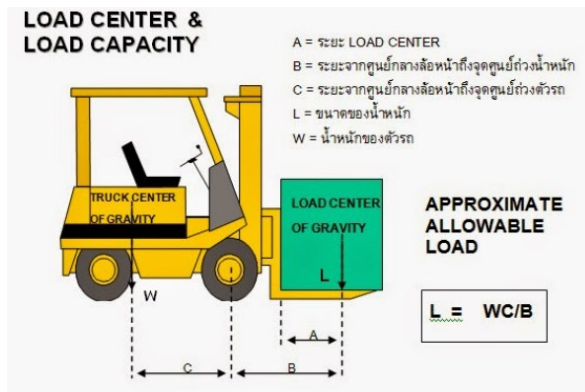 LOAD CENTER &
LOAD CAPACITY
A = ระยะ LOAD CENTER
B = ระยะจากศูนย์กลางล้อหน้าถึงจุดศูนย์ถ่วงน้ำหนัก
C = ระยะจากศูนย์กลางล้อหน้าถึงจุดศูนย์ถ่วงตัวรถ
L = ขนาดของน้ำหนัก
W = น้ำหนักของตัวรถ
TRUCK CENTER
OF GRAVITY
LOAD CENTER
OF GRAVITY
L
W
A
C
B
APPROXIMATE
ALLOWABLE
LOAD
L = WC/B